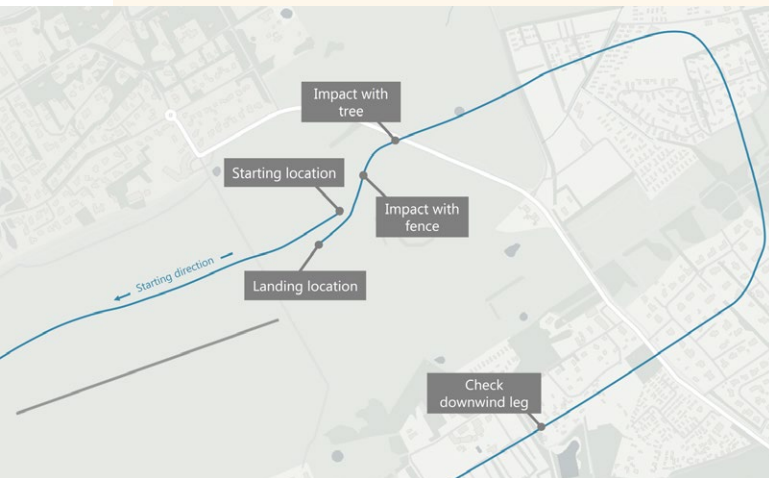 Impact with
tree
Starting location
Impact with
fence
Starting direction
Landing location
Check
downwind leg